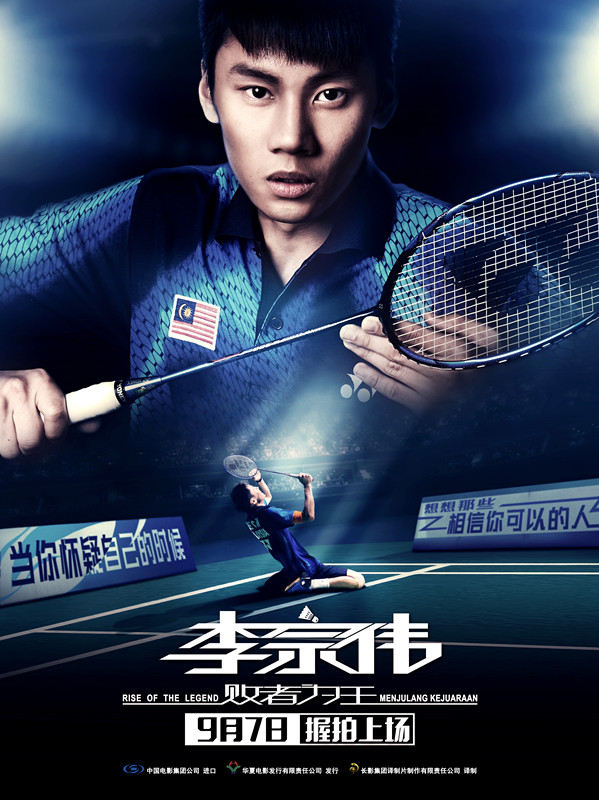 当你怀疑自己的时候
想想那些
相信你可以的人
李宗伟
RISE OF THE LEGEND 败者为王 MENJULANG KEJUARAAN
9月7日 握拍上场
中国电影集团公司 进口 华夏电影发行有限责任公司 发行 长影集团译制片制作有限责任公司 译制